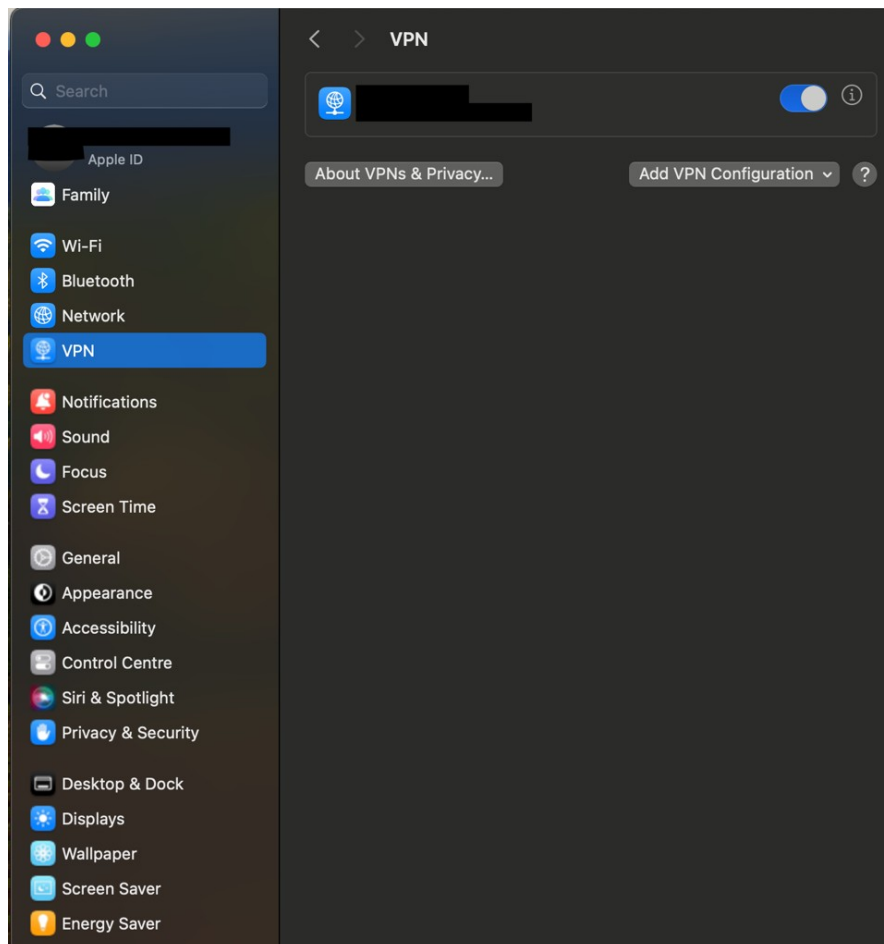 VPN
Search
Apple ID
Family
Wi-Fi
Bluetooth
Network
VPN
Notifications
Sound
Focus
Screen Time
General
Appearance
Accessibility
Control Centre
Siri & Spotlight
Privacy & Security
Desktop & Dock
Displays
Wallpaper
Screen Saver
Energy Saver
About VPNs & Privacy...
Add VPN Configuration
?